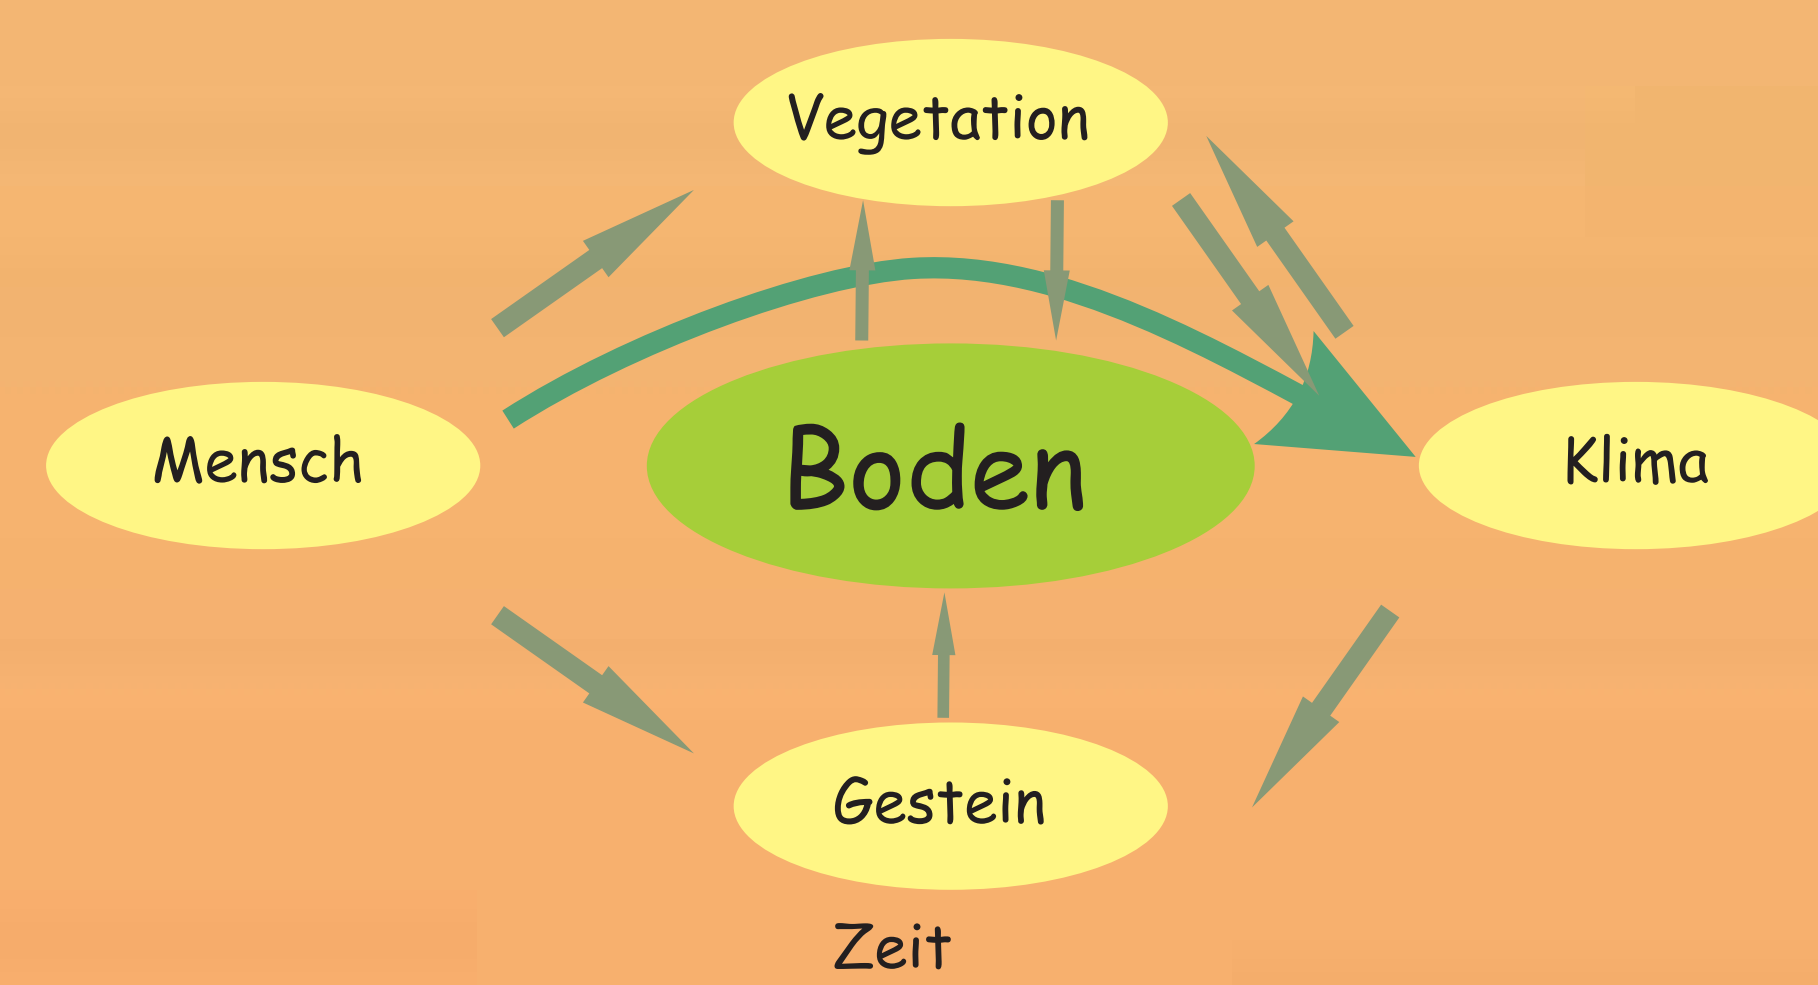 Vegetation
Mensch
Boden
Klima
Gestein
Zeit